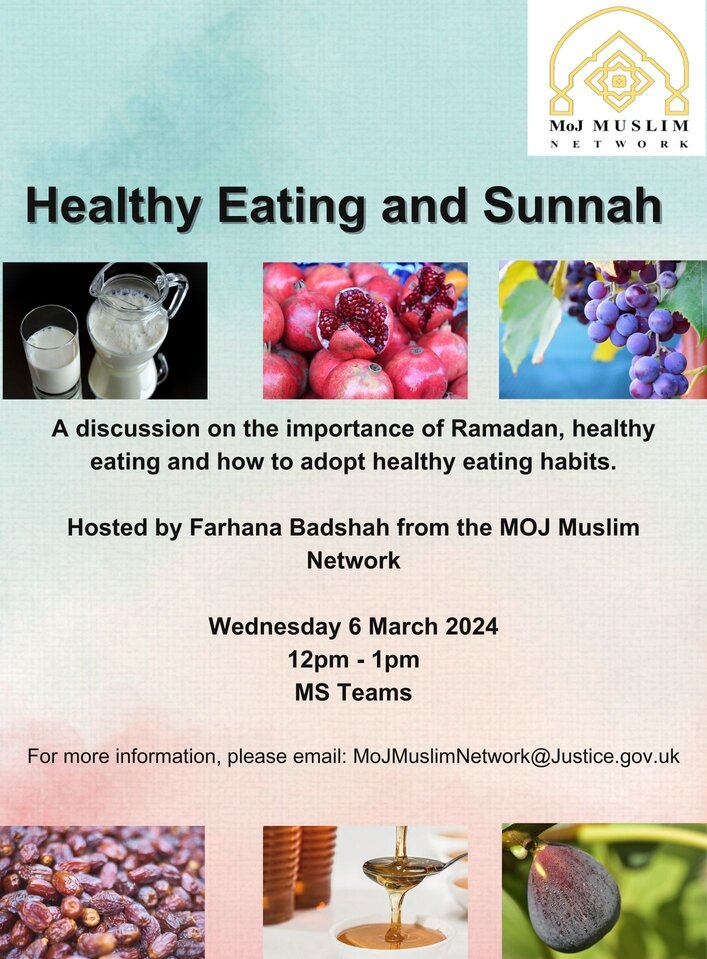 MoJ MUSLIM
NETWORK
Healthy Eating and Sunnah
A discussion on the importance of Ramadan, healthy
eating and how to adopt healthy eating habits.
Hosted by Farhana Badshah from the MOJ Muslim
Network
Wednesday 6 March 2024
12pm - 1pm
MS Teams
For more information, please email: MoJMuslimNetwork@Justice.gov.uk